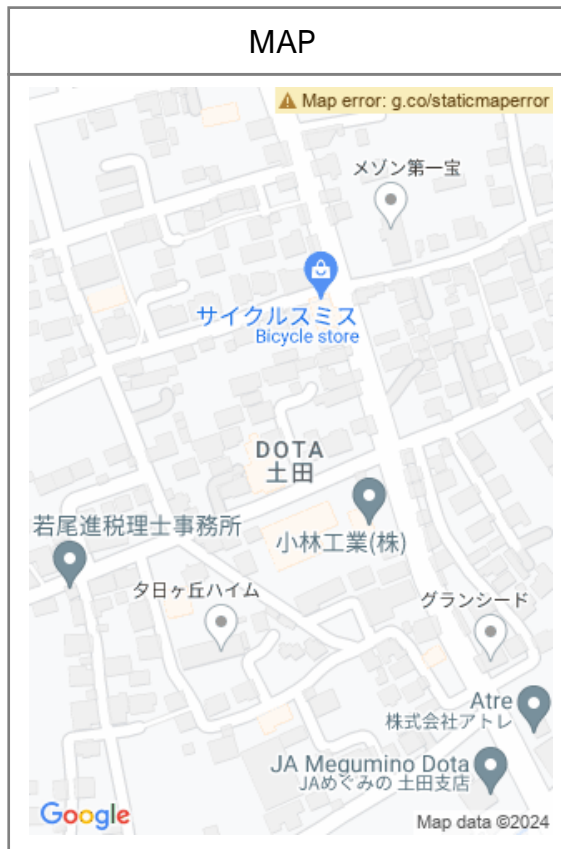 MAP
Map error: g.co/staticmaperror
メゾン第一宝
サイクルスミス
Bicycle store
DOTA
土田
若尾進税理士事務所
小林工業(株)
夕日ヶ丘ハイム
グランシード
Atre
株式会社アトレ
JA Megumino Dota
JAめぐみの 土田支店
Google
Map data ©2024